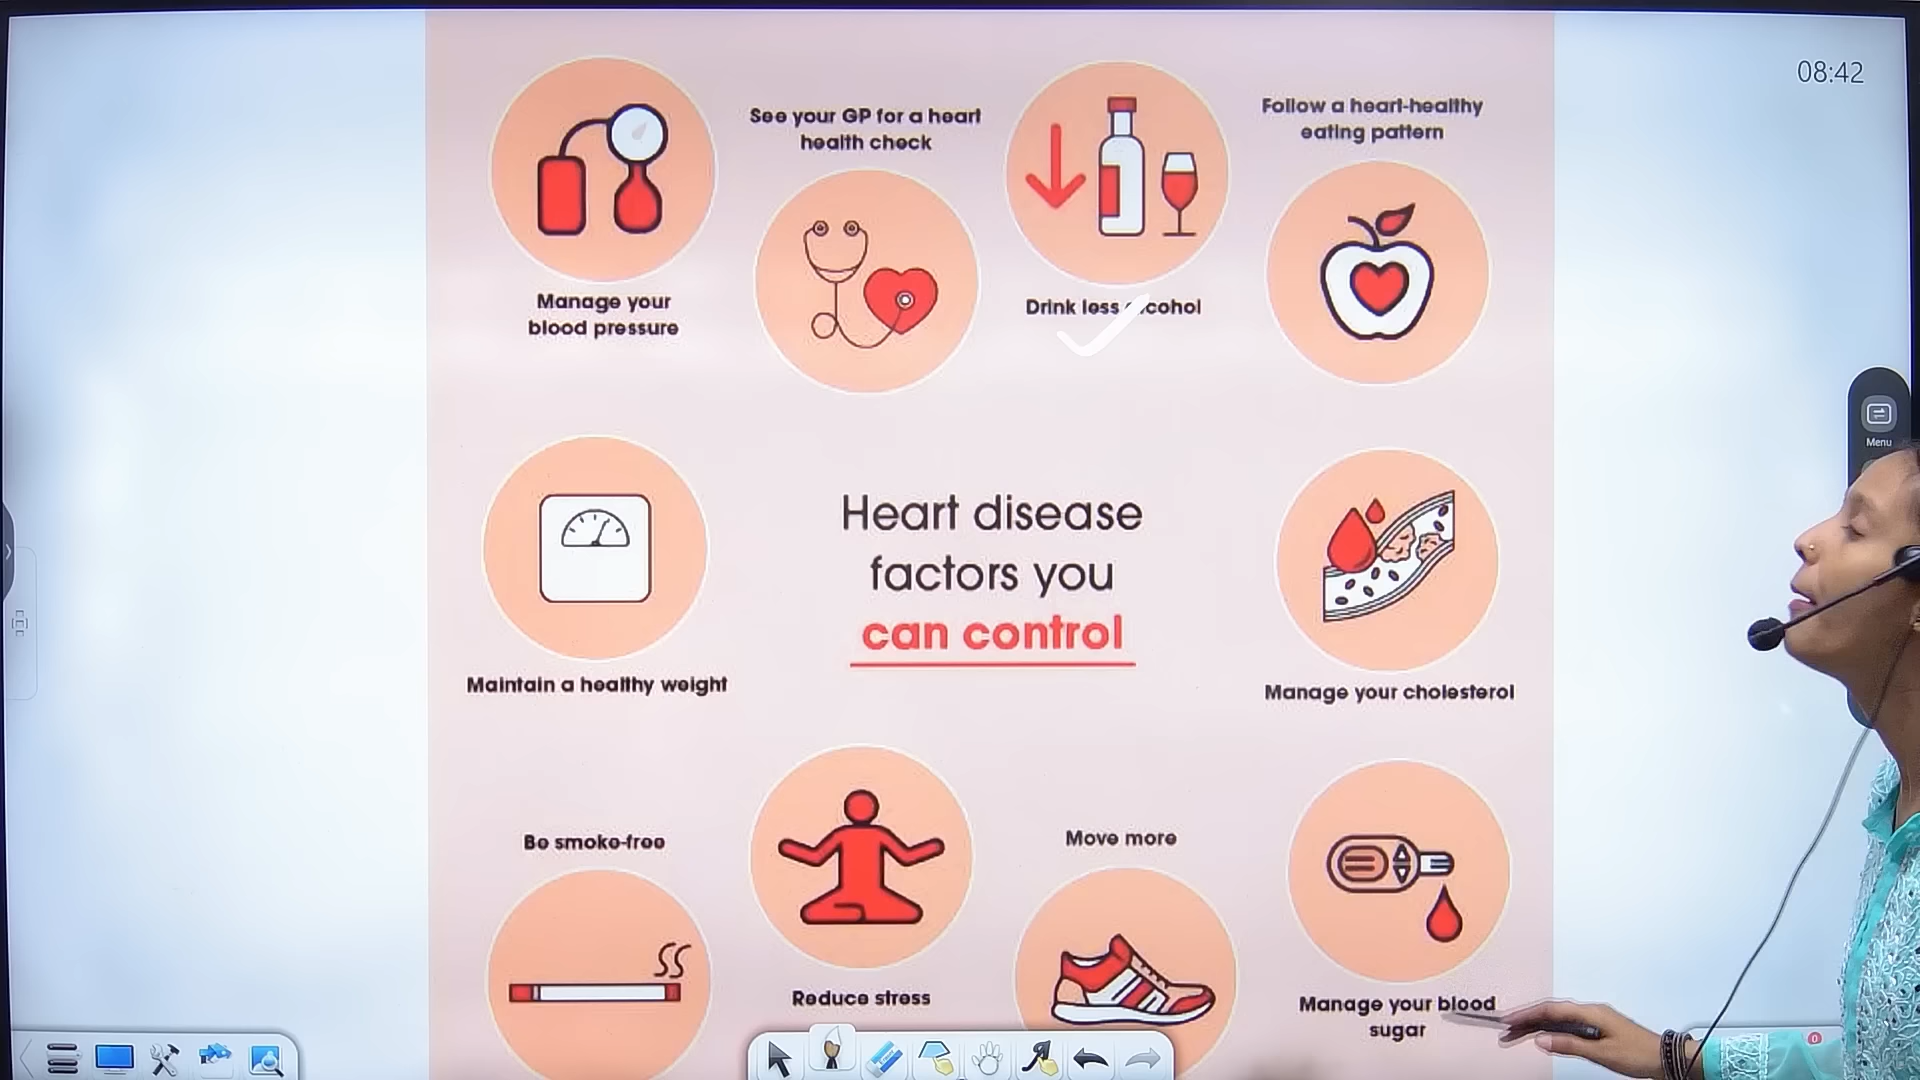 08:42
Manage your
blood pressure
See your GP for a heart
health check
Drink less alcohol
Follow a heart-healthy
eating pattern
Menu
Maintain a healthy weight
Heart disease
factors you
can control
Manage your cholesterol
Be smoke-free
Reduce stress
Move more
Manage your blood
sugar
0